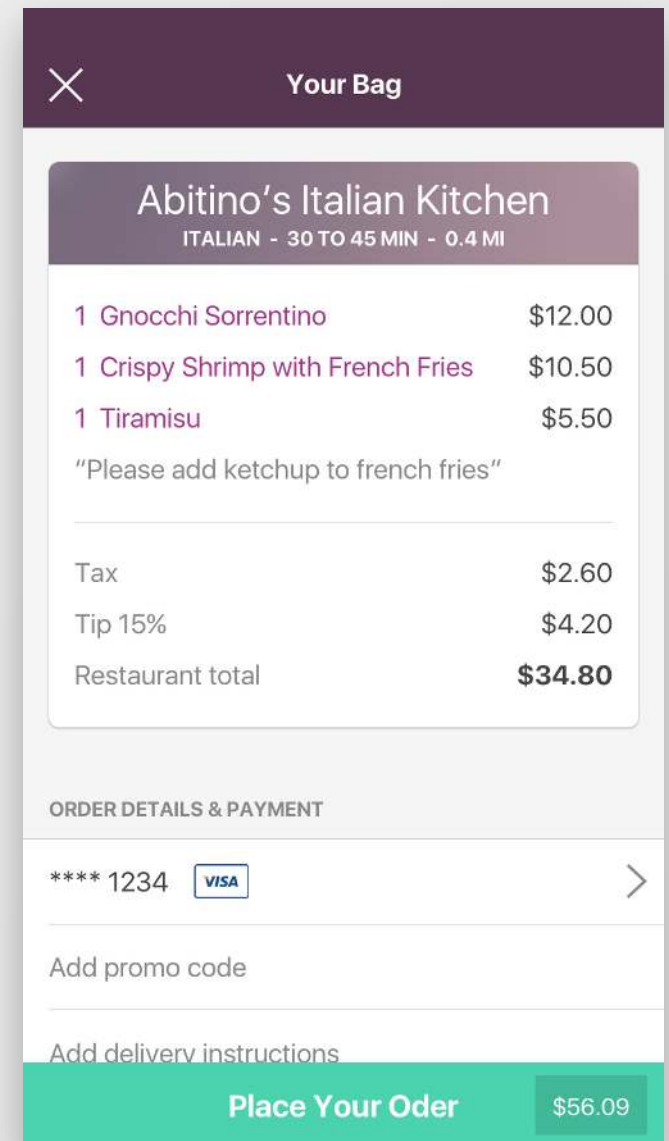 Your Bag
Abitino’s Italian Kitchen
ITALIAN - 30 TO 45 MIN - 0.4 MI
1 Gnocchi Sorrentino $12.00
1 Crispy Shrimp with French Fries $10.50
1 Tiramisu $5.50
“Please add ketchup to french fries“
Tax $2.60
Tip 15% $4.20
Restaurant total $34.80
ORDER DETAILS & PAYMENT
**** 1234 VISA
Add promo code
Add delivery instructions
Place Your Oder $56.09